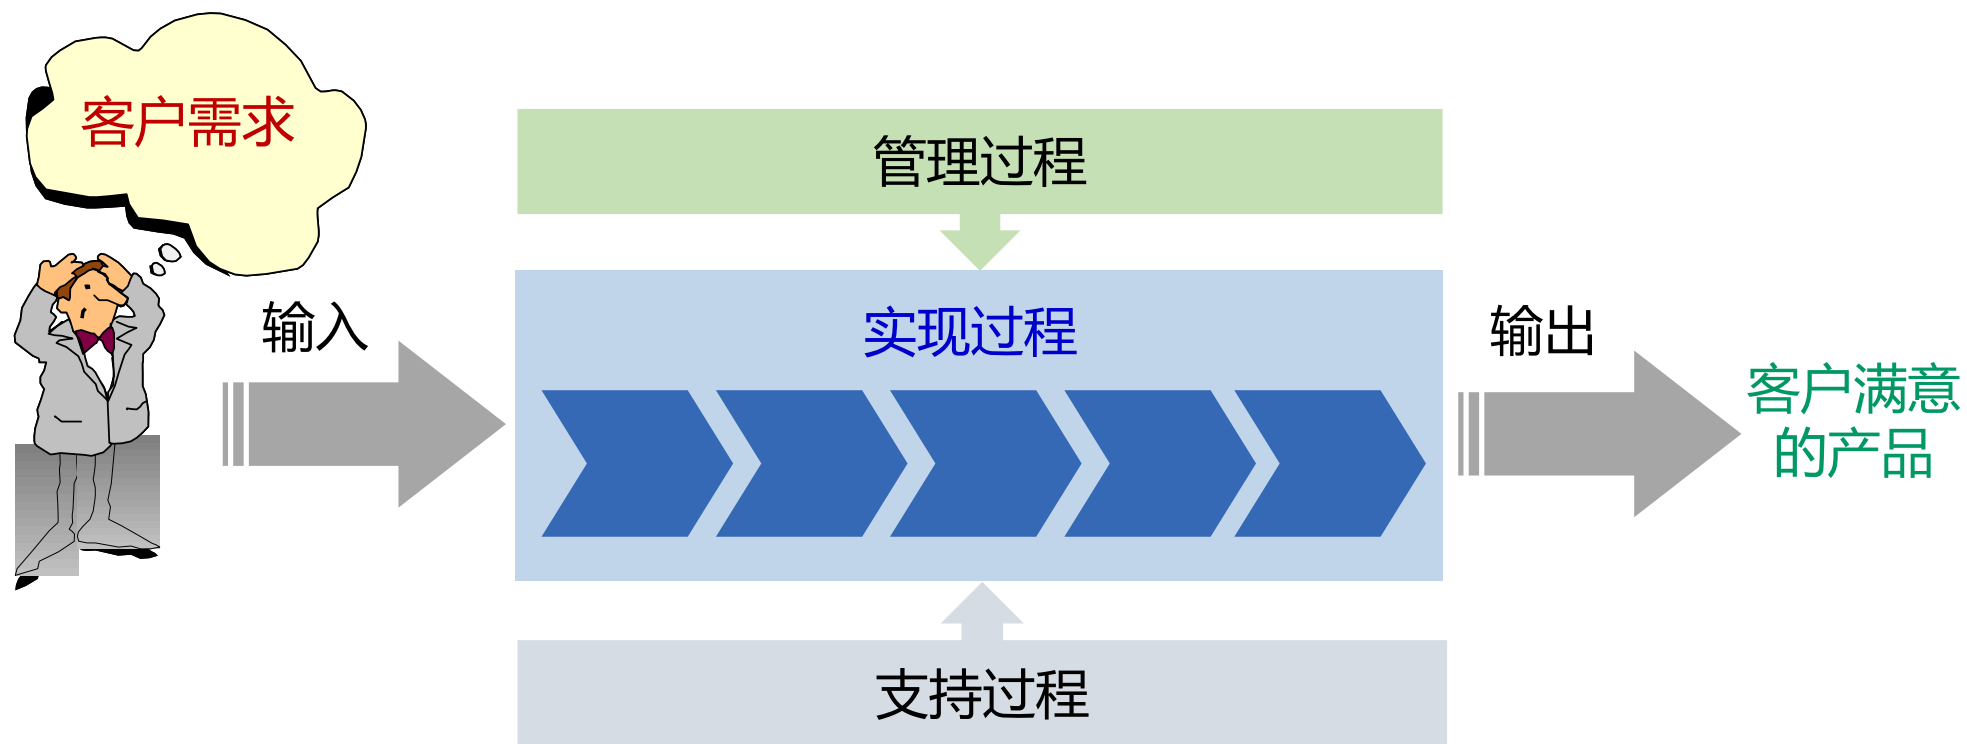 客户需求
管理过程
输入
实现过程
输出
客户满意
的产品
支持过程